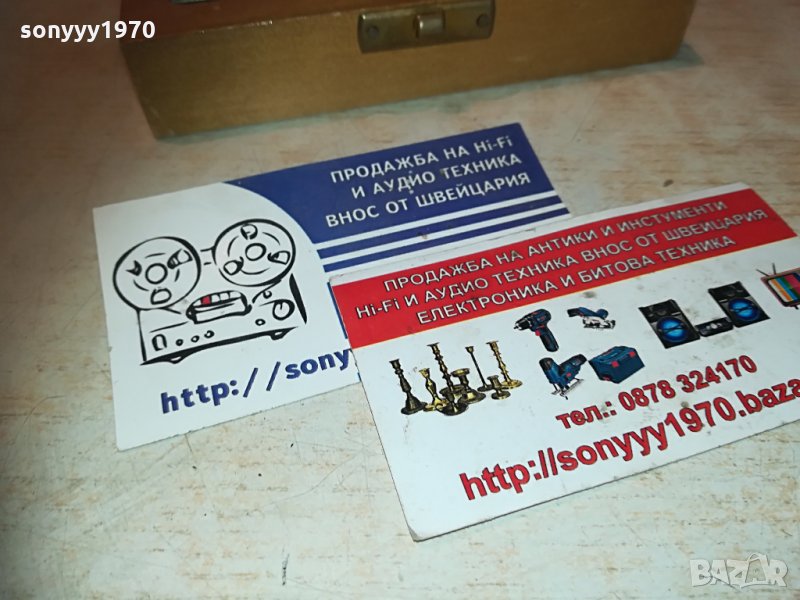 sonyyy1970
ПРОДАЖБА НА Hi-Fi
И АУДИО ТЕХНИКА
ВНОС ОТ ШВЕЙЦАРИЯ
http://sony
ПРОДАЖБА НА АНТИКИ И ИНСТУМЕНТИ
Hi-Fi И АУДИО ТЕХНИКА ВНОС ОТ ШВЕЙЦАРИЯ
ЕЛЕКТРОНИКА И БИТОВА ТЕХНИКА
тел.: 0878 324170
http://sonyyy1970.baza
BAZAR